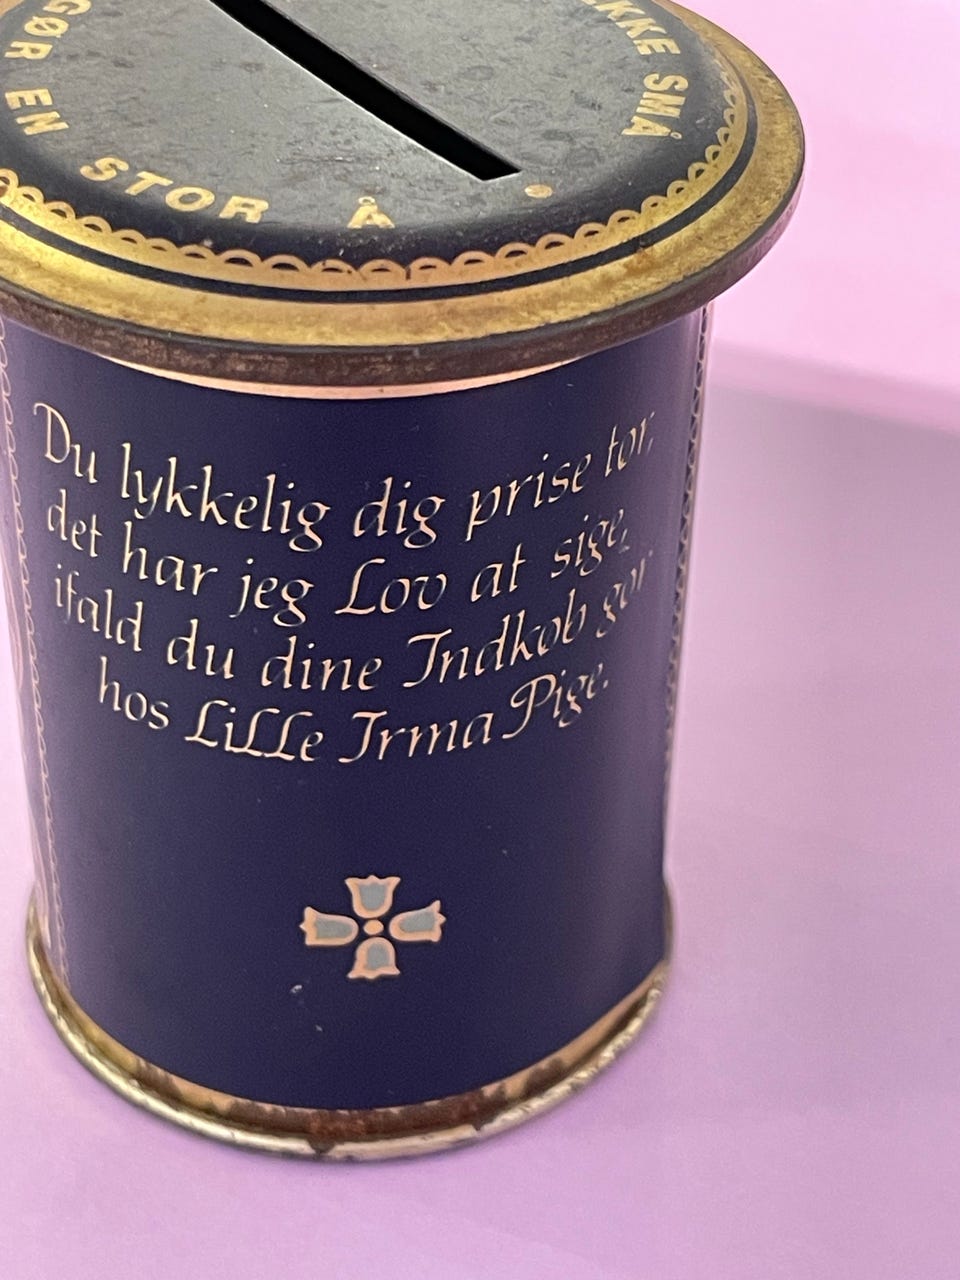 KKE SMÅ
GØR EN STOR Å
Du lykkelig dig prise tor,
det har jeg Lov at sige,
ifald du dine Indkøb gør
hos Lille Irma Pige.